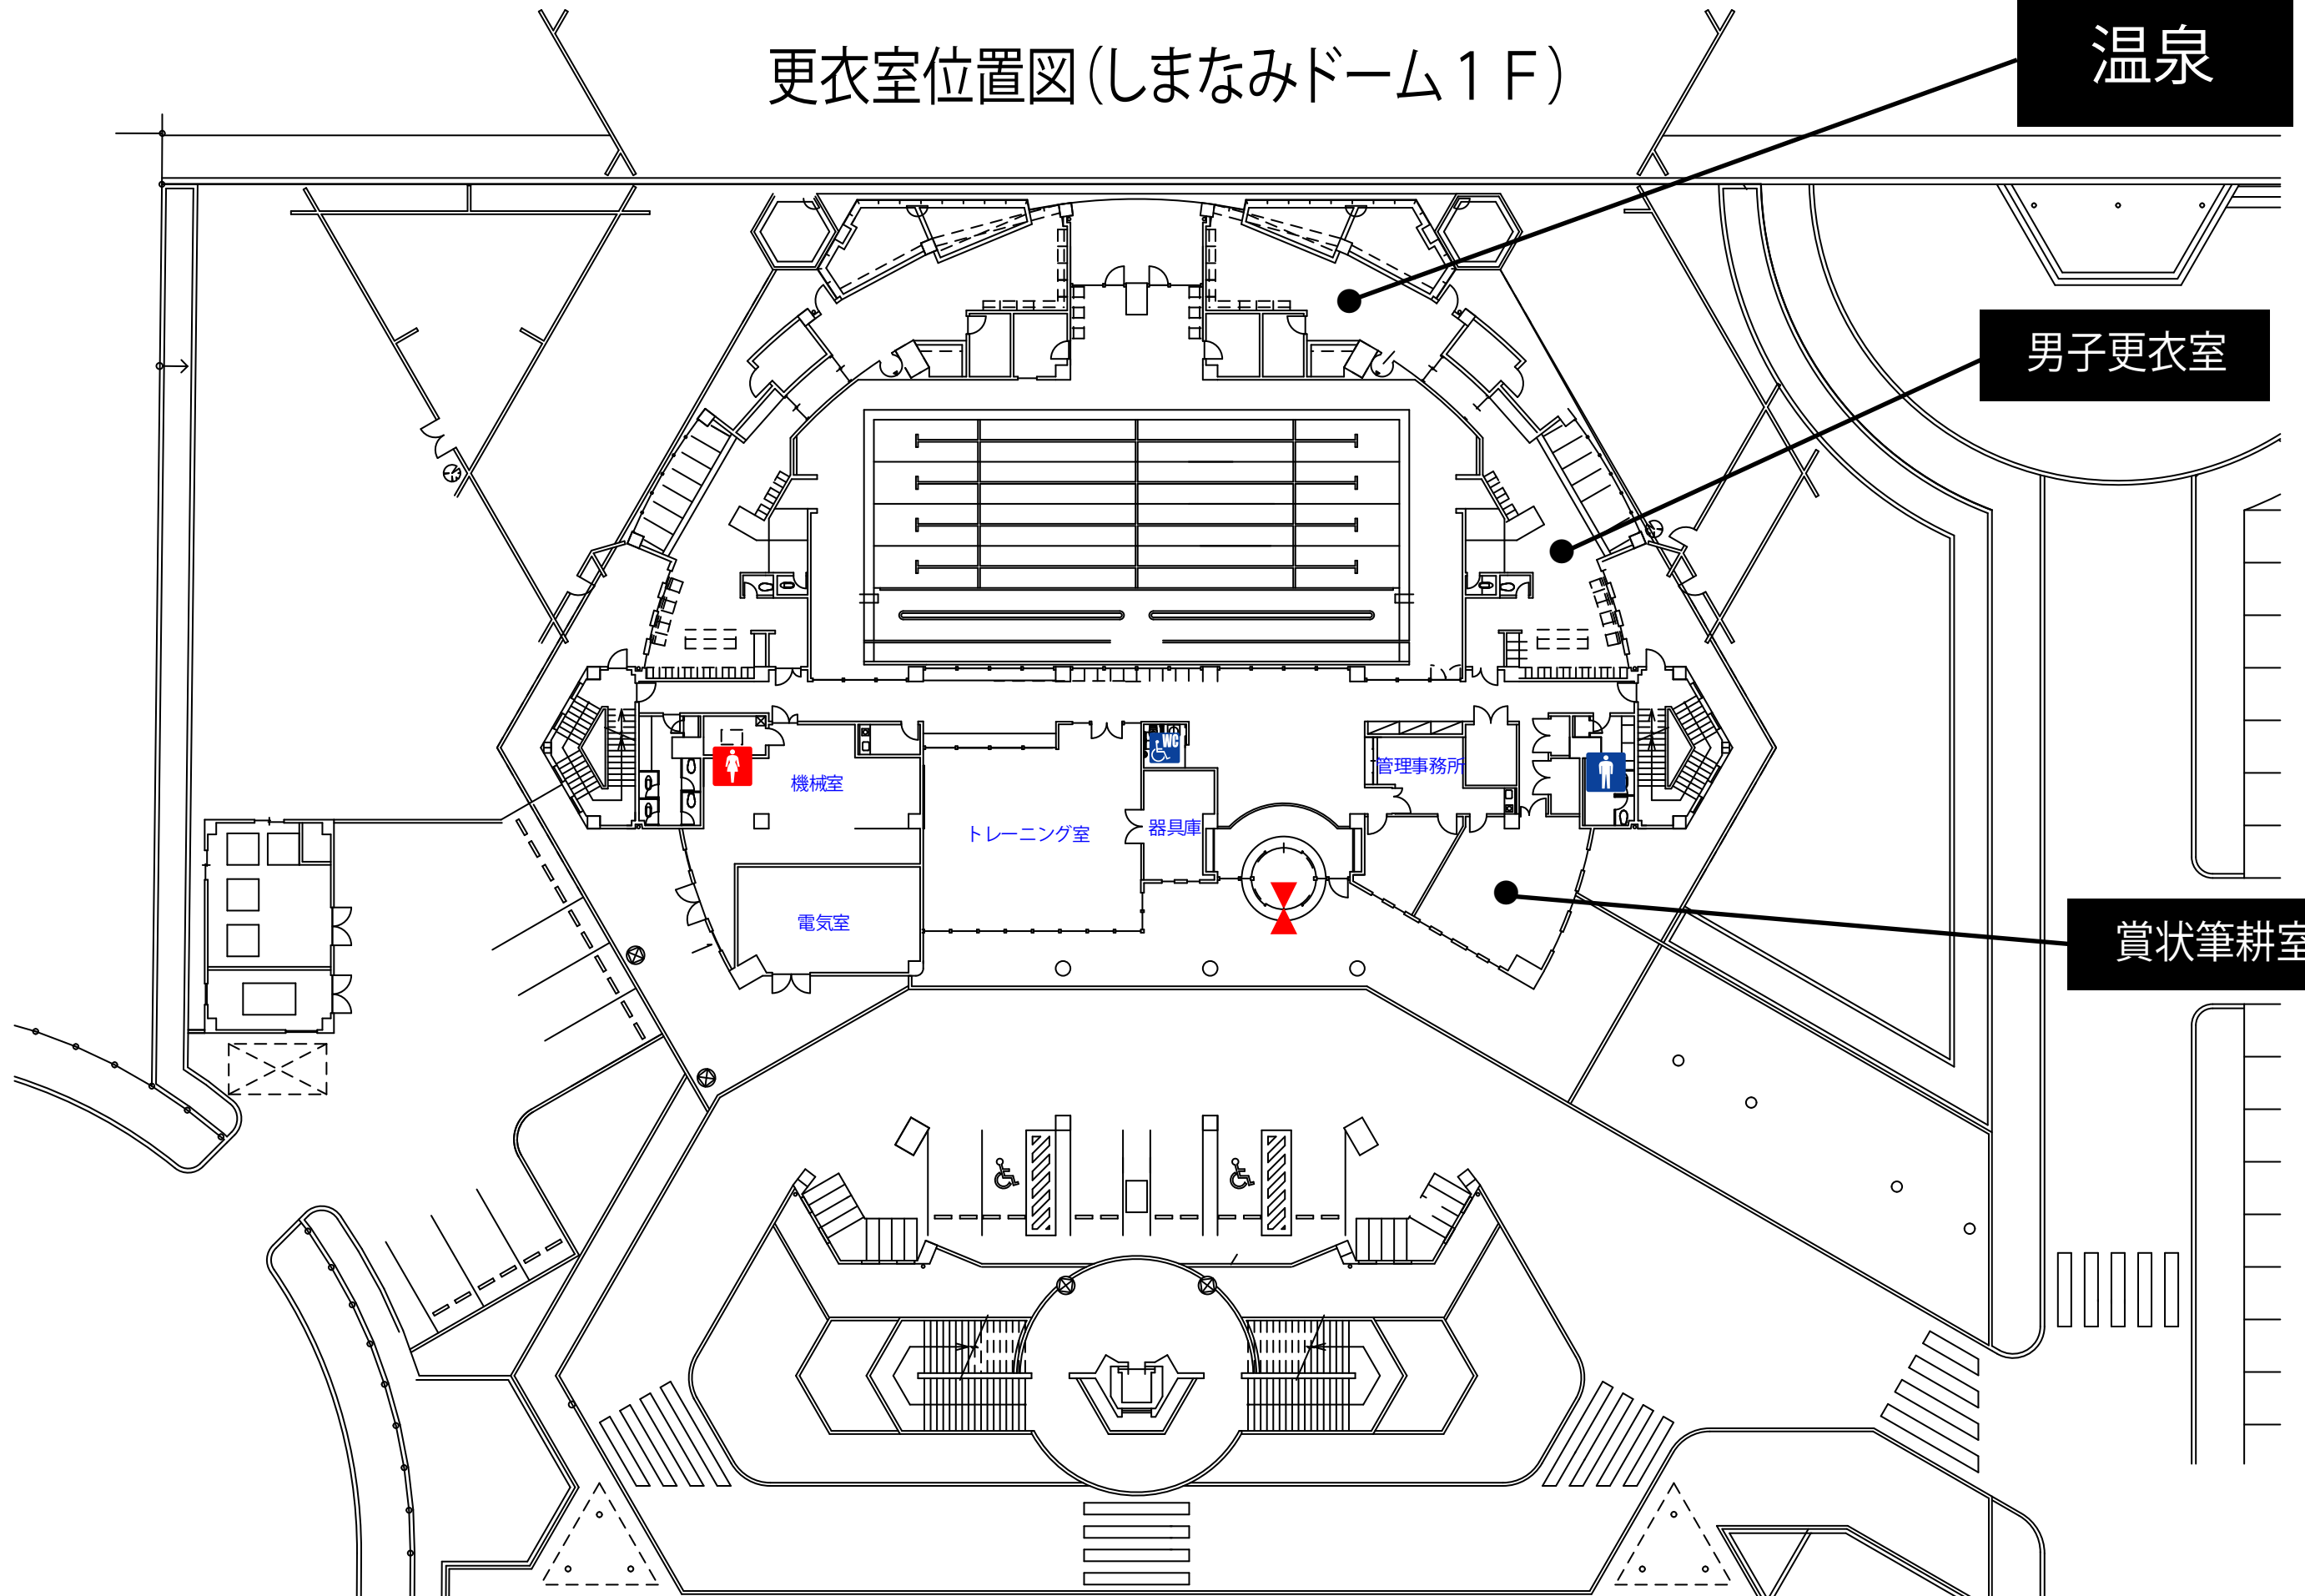 更衣室位置図(しまなみドーム1F)
温泉
男子更衣室
WC
機械室
管理事務所
トレーニング室
器具庫
電気室
賞状筆耕室